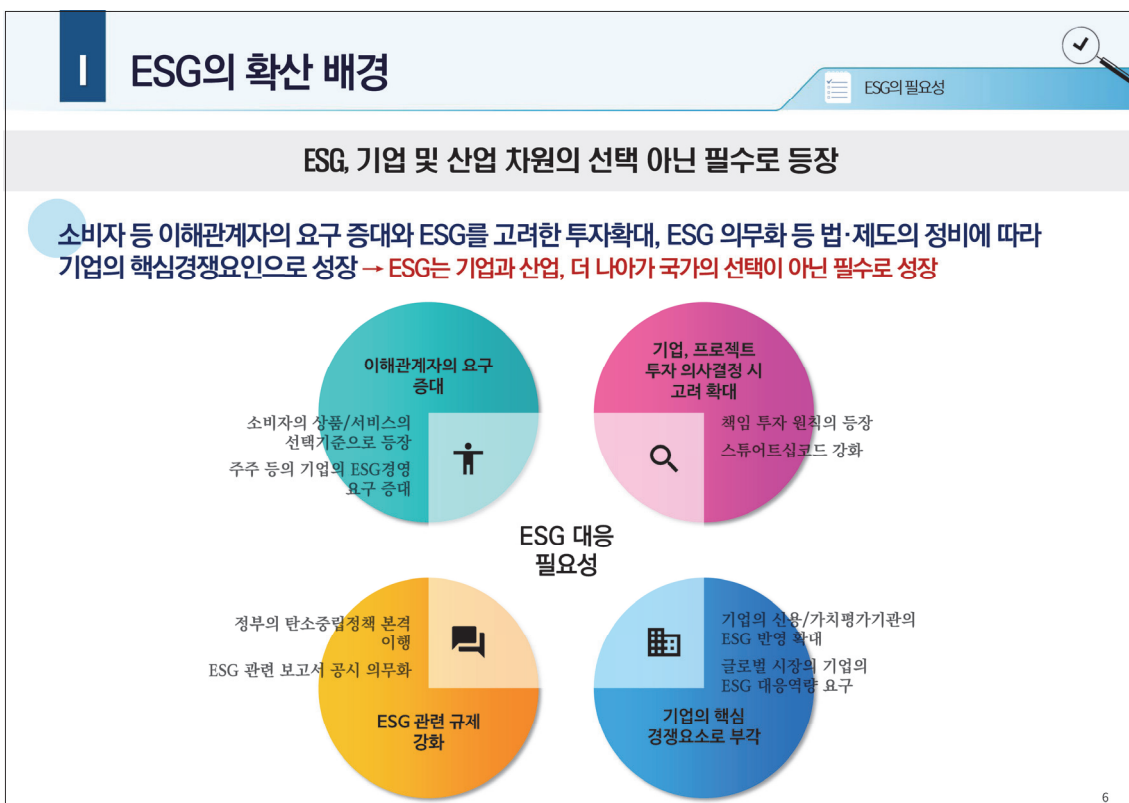 I
ESG의 확산 배경
ESG의 필요성
ESG, 기업 및 산업 차원의 선택 아닌 필수로 등장
소비자 등 이해관계자의 요구 증대와 ESG를 고려한 투자확대, ESG 의무화 등 법·제도의 정비에 따라
기업의 핵심경쟁요인으로 성장 → ESG는 기업과 산업, 더 나아가 국가의 선택이 아닌 필수로 성장
이해관계자의 요구
증대
소비자의 상품/서비스의
선택기준으로 등장
주주 등의 기업의 ESG경영
요구 증대
기업, 프로젝트
투자 의사결정 시
고려 확대
책임 투자 원칙의 등장
스튜어트십코드 강화
ESG 대응
필요성
정부의 탄소중립정책 본격
이행
ESG 관련 보고서 공시 의무화
ESG 관련 규제
강화
기업의 신용/가치평가기관의
ESG 반영 확대
글로벌 시장의 기업의
ESG 대응역량 요구
기업의 핵심
경쟁요소로 부각
6